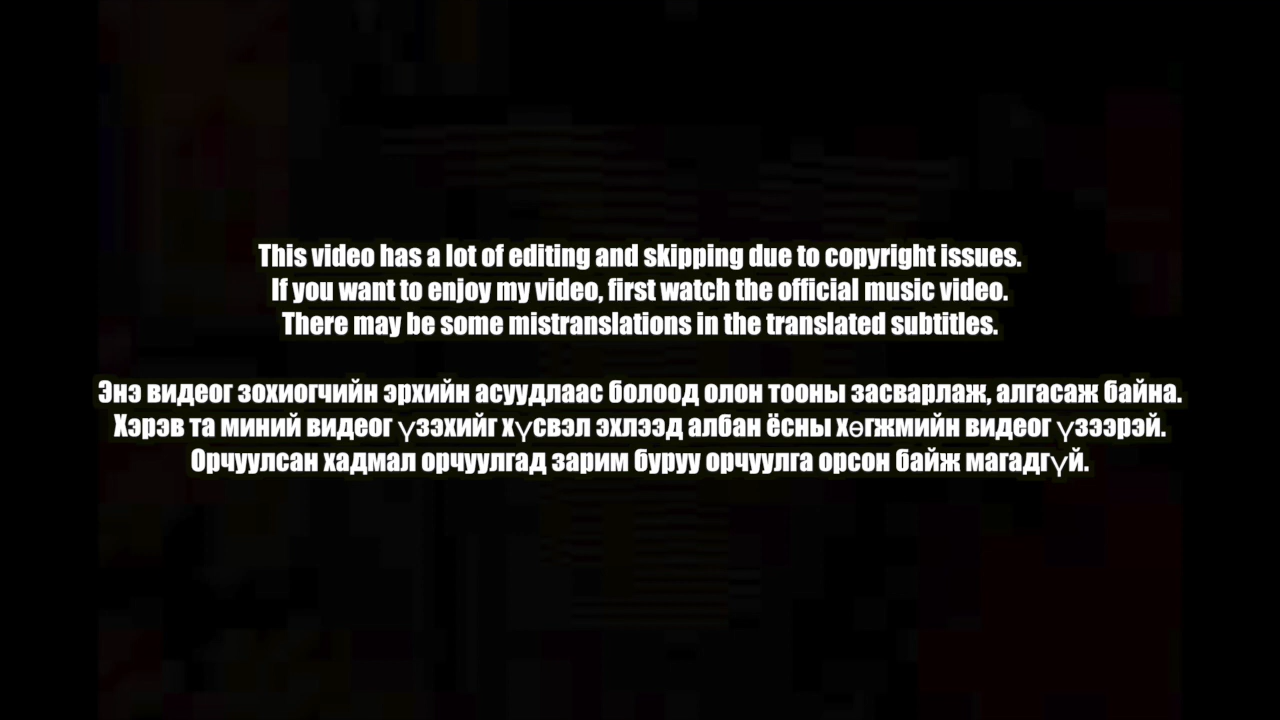 This video has a lot of editing and skipping due to copyright issues.
If you want to enjoy my video, first watch the official music video.
There may be some mistranslations in the translated subtitles.
Энэ видеог зохиогчийн эрхийн асуудлаас болоод олон тооны засварлаж, алгасаж байна.
Хэрэв та миний видеог үзэхийг хүсвэл эхлээд албан ёсны хөгжмийн видеог үзээрэй.
Орчуулсан хадмал орчуулгад зарим буруу орчуулга орсон байж магадгүй.